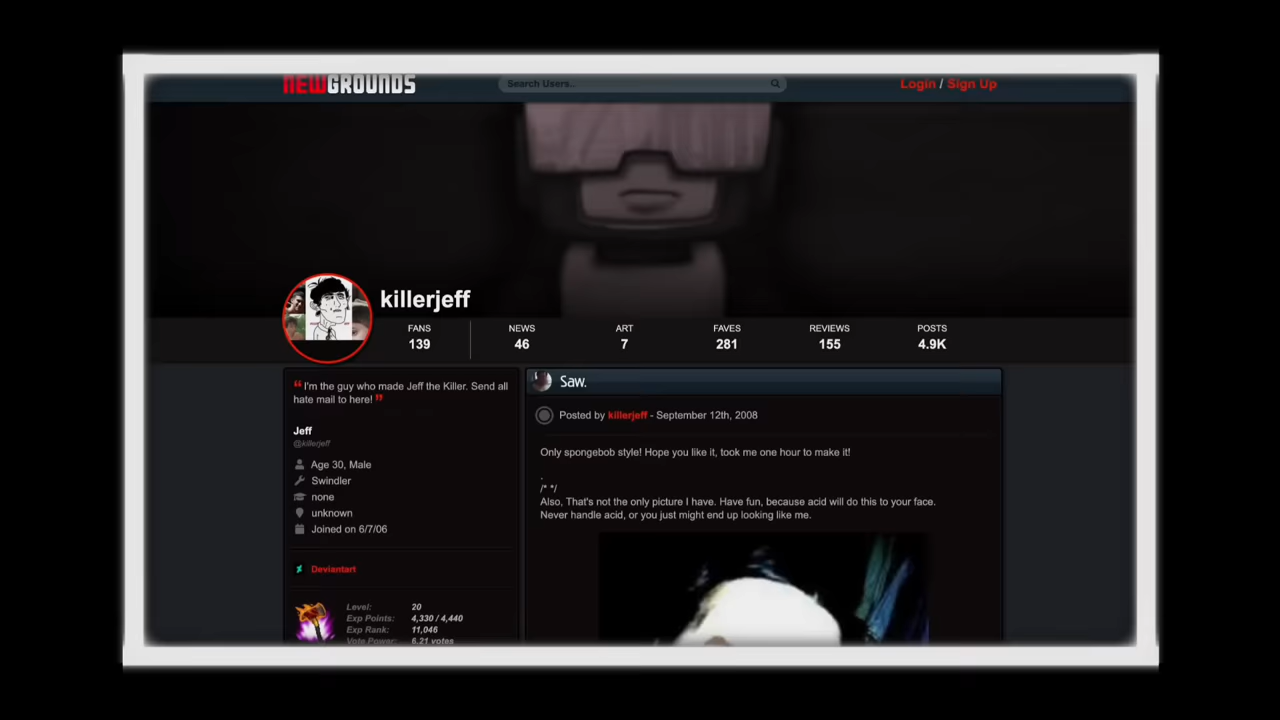 NEWGROUNDS
Search Users..
Login / Sign Up
killerjeff
FANS NEWS ART FAVES REVIEWS POSTS
139 46 7 281 155 4.9K
❝ I'm the guy who made Jeff the Killer. Send all
hate mail to here! ❞
Jeff
@killerjeff
Age 30, Male
Swindler
none
unknown
Joined on 6/7/06
Deviantart
Level: 20
Exp Points: 4,330 / 4,440
Exp Rank: 11,046
Vote Power: 6.21 votes
Saw.
Posted by killerjeff - September 12th, 2008
Only spongebob style! Hope you like it, took me one hour to make it!
.
/* */
Also, That's not the only picture I have. Have fun, because acid will do this to your face.
Never handle acid, or you just might end up looking like me.